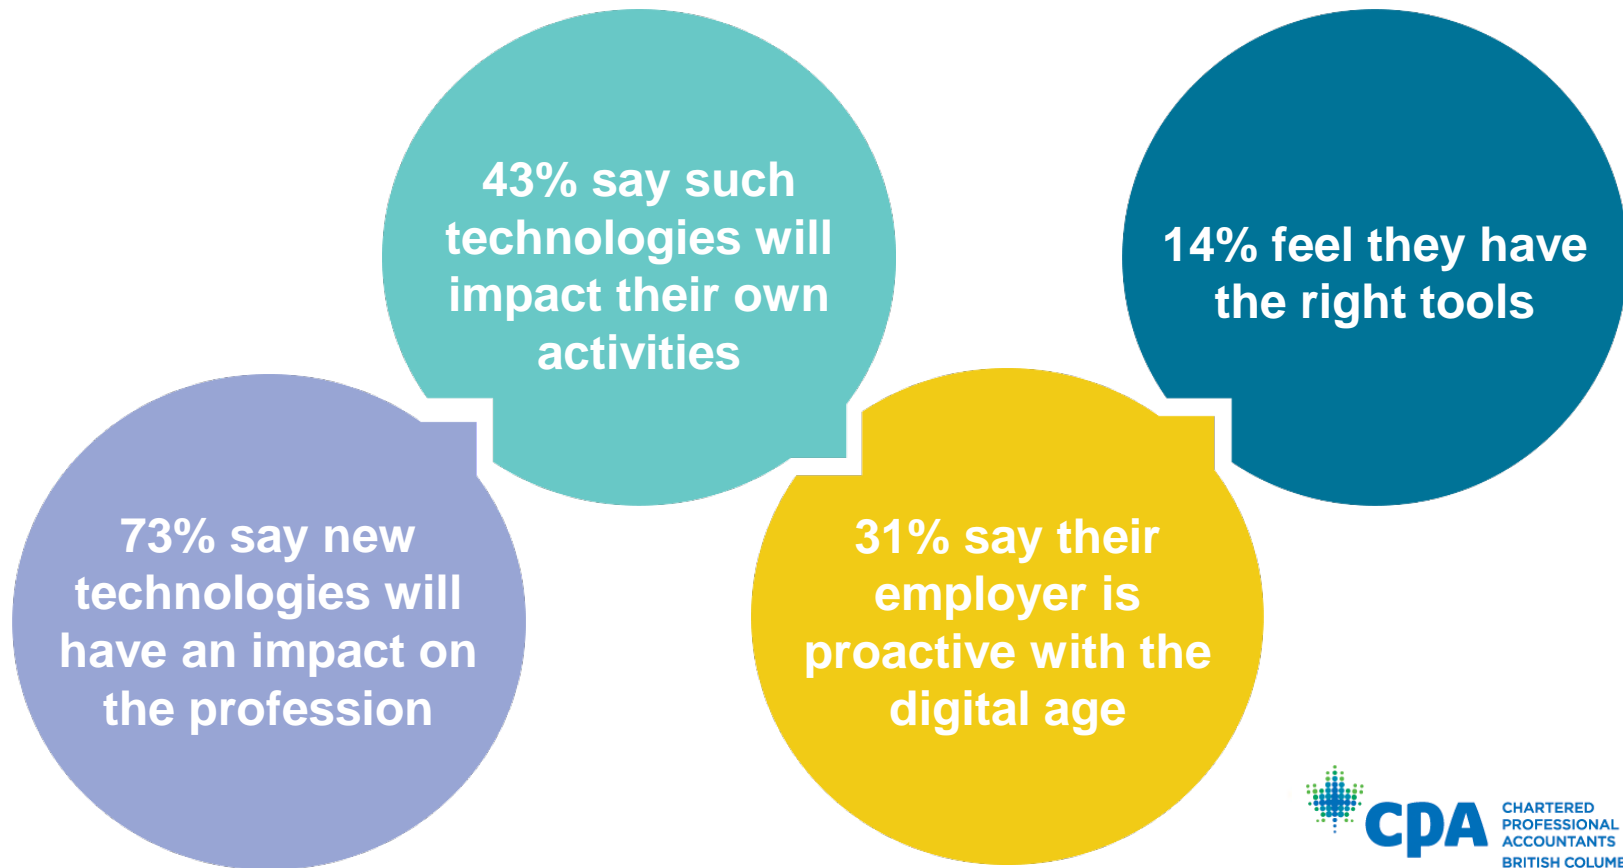 73% say new
technologies will
have an impact on
the profession
43% say such
technologies will
impact their own
activities
31% say their
employer is
proactive with the
digital age
14% feel they have
the right tools
CPA
CHARTERED
PROFESSIONAL
ACCOUNTANTS
BRITISH